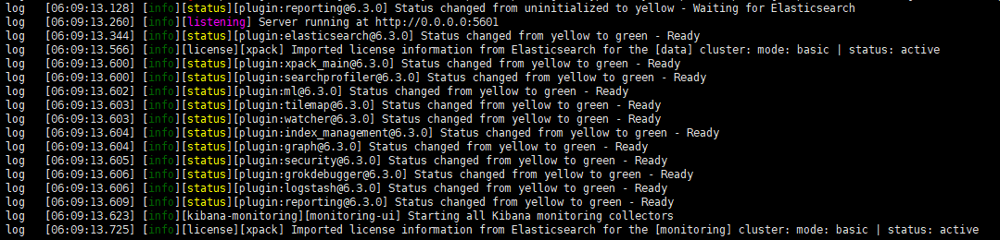 log [06:09:13.128] [info][status][plugin:reporting@6.3.0] Status changed from uninitialized to yellow - Waiting for Elasticsearch
log [06:09:13.260] [info][listening] Server running at http://0.0.0.0:5601
log [06:09:13.344] [info][status][plugin:elasticsearch@6.3.0] Status changed from yellow to green - Ready
log [06:09:13.566] [info][license][xpack] Imported license information from Elasticsearch for the [data] cluster: mode: basic | status: active
log [06:09:13.600] [info][status][plugin:xpack_main@6.3.0] Status changed from yellow to green - Ready
log [06:09:13.600] [info][status][plugin:searchprofiler@6.3.0] Status changed from yellow to green - Ready
log [06:09:13.602] [info][status][plugin:ml@6.3.0] Status changed from yellow to green - Ready
log [06:09:13.603] [info][status][plugin:tilemap@6.3.0] Status changed from yellow to green - Ready
log [06:09:13.603] [info][status][plugin:watcher@6.3.0] Status changed from yellow to green - Ready
log [06:09:13.604] [info][status][plugin:index_management@6.3.0] Status changed from yellow to green - Ready
log [06:09:13.604] [info][status][plugin:graph@6.3.0] Status changed from yellow to green - Ready
log [06:09:13.605] [info][status][plugin:security@6.3.0] Status changed from yellow to green - Ready
log [06:09:13.606] [info][status][plugin:grokdebugger@6.3.0] Status changed from yellow to green - Ready
log [06:09:13.606] [info][status][plugin:logstash@6.3.0] Status changed from yellow to green - Ready
log [06:09:13.609] [info][status][plugin:reporting@6.3.0] Status changed from yellow to green - Ready
log [06:09:13.623] [info][kibana-monitoring][monitoring-ui] Starting all Kibana monitoring collectors
log [06:09:13.725] [info][license][xpack] Imported license information from Elasticsearch for the [monitoring] cluster: mode: basic | status: active